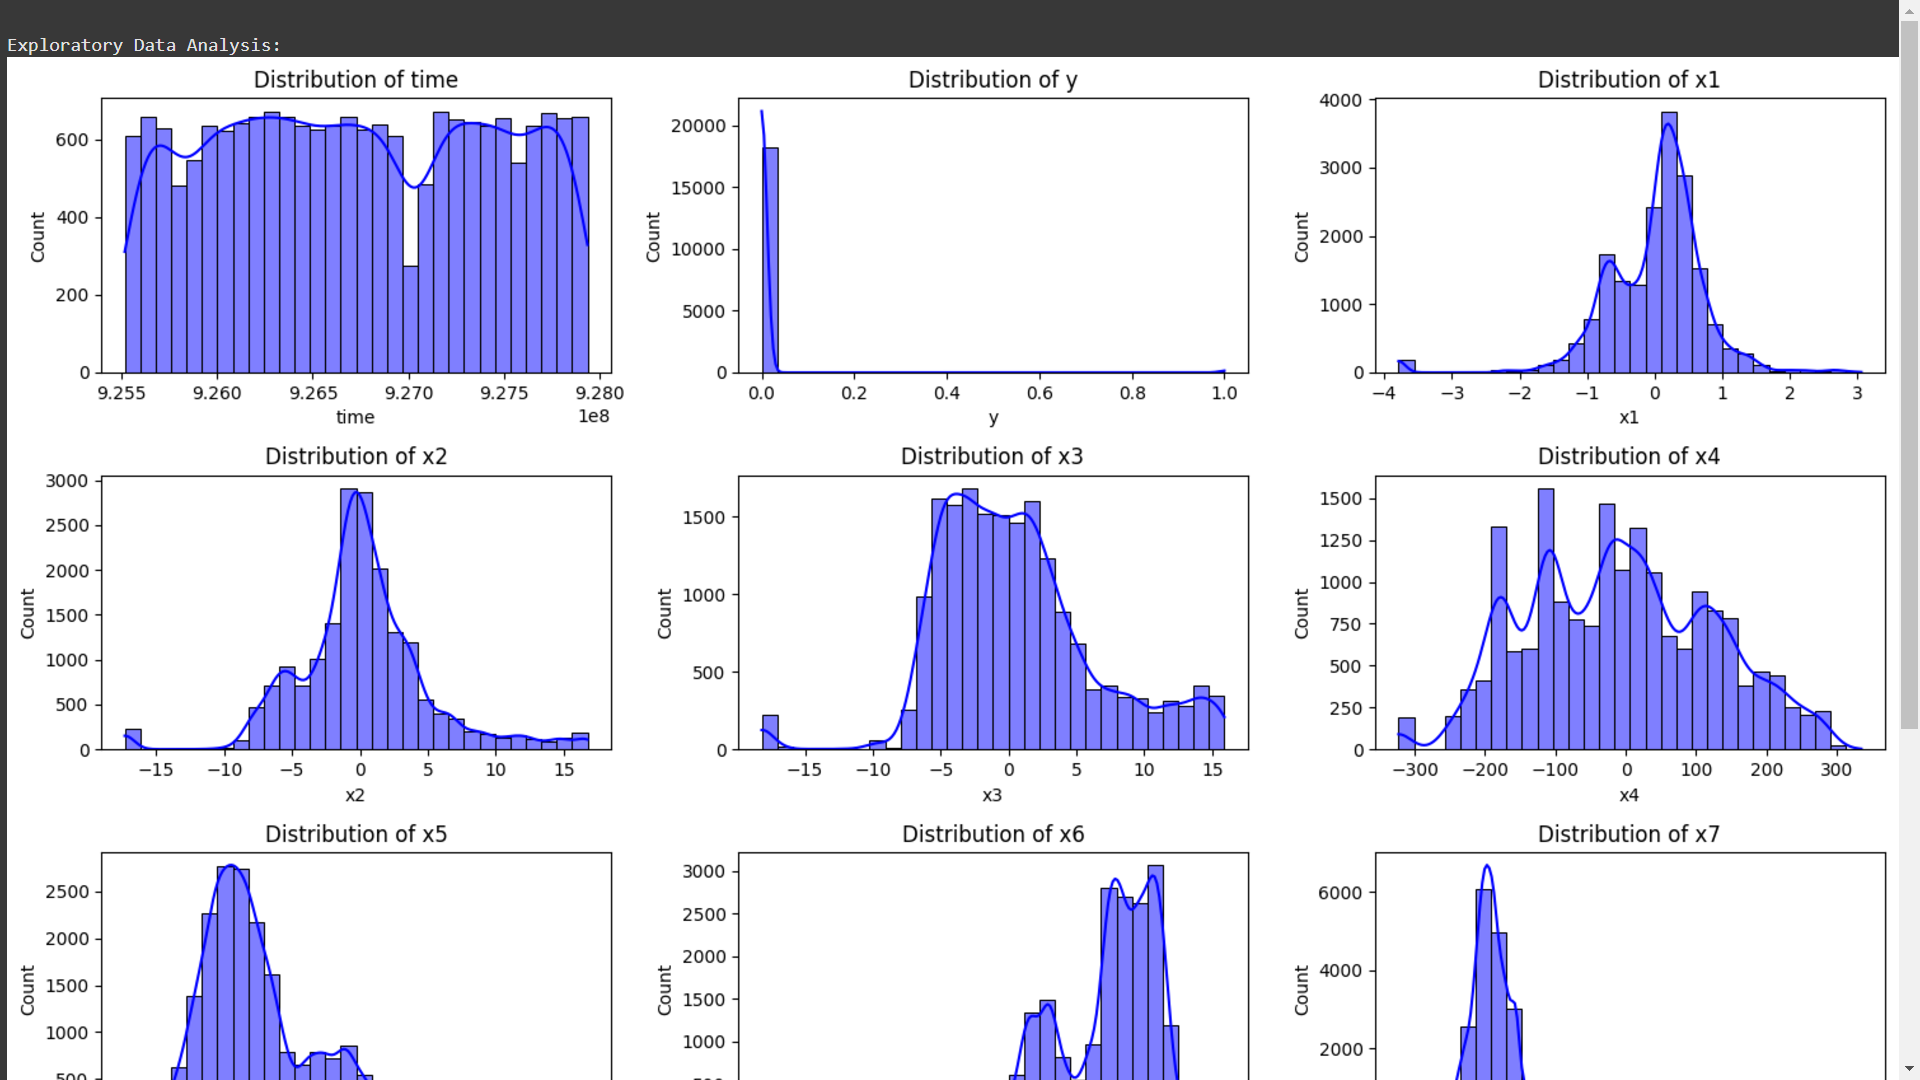 Exploratory Data Analysis:
Distribution of time
Distribution of y
Distribution of x1
600
400
200
0
Count
9.255 9.260 9.265 9.270 9.275 9.280
1e8
time
20000
15000
10000
5000
0
Count
0.0 0.2 0.4 0.6 0.8 1.0
y
4000
3000
2000
1000
0
Count
−4 −3 −2 −1 0 1 2 3
x1
Distribution of x2
Distribution of x3
Distribution of x4
3000
2500
2000
1500
1000
500
0
Count
−15 −10 −5 0 5 10 15
x2
1500
1000
500
0
Count
−15 −10 −5 0 5 10 15
x3
1500
1250
1000
750
500
250
0
Count
−300 −200 −100 0 100 200 300
x4
Distribution of x5
Distribution of x6
Distribution of x7
2500
2000
1500
1000
500
Count
3000
2500
2000
1500
1000
Count
6000
4000
2000
Count